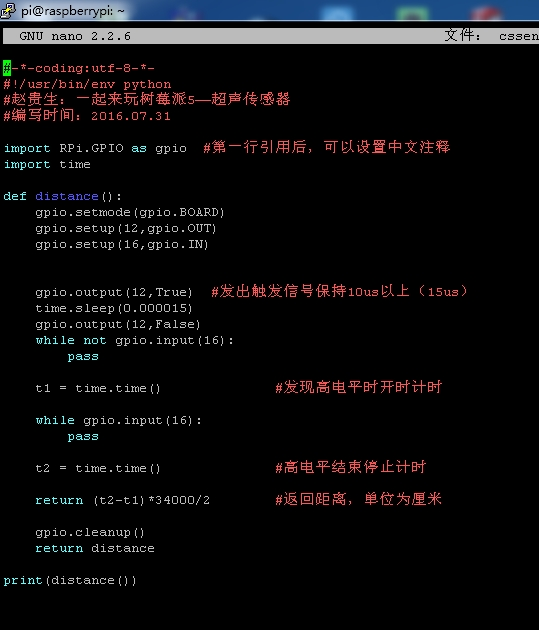 pi@raspberrypi: ~
GNU nano 2.2.6 文件： cssen
#-*-coding:utf-8-*-
#!/usr/bin/env python
#赵贵生：一起来玩树莓派5——超声传感器
#编写时间：2016.07.31
import RPi.GPIO as gpio #第一行引用后，可以设置中文注释
import time
def distance():
gpio.setmode(gpio.BOARD)
gpio.setup(12,gpio.OUT)
gpio.setup(16,gpio.IN)
gpio.output(12,True) #发出触发信号保持10us以上（15us）
time.sleep(0.000015)
gpio.output(12,False)
while not gpio.input(16):
pass
t1 = time.time() #发现高电平时开时计时
while gpio.input(16):
pass
t2 = time.time() #高电平结束停止计时
return (t2-t1)*34000/2 #返回距离，单位为厘米
gpio.cleanup()
return distance
print(distance())